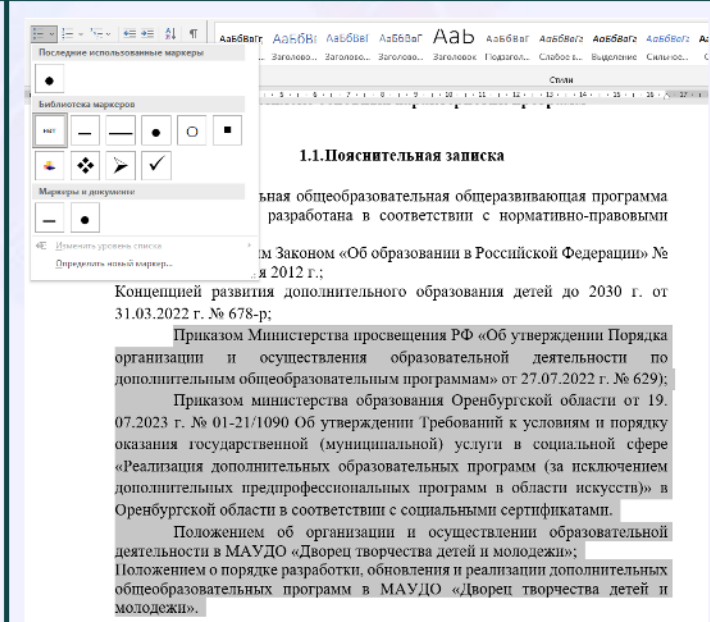 АаБбВвГг АаБбВі АаБбВвІ АаБбВвГ АаЬ АаБбВвГ АаБбВвГг АаБбВвГг АаБбВвГг
Заголово... Заголово... Заголово... Заголовок Подзагол... Слабое в... Выделение Сильное...
Стили
Последние использованные маркеры
Библиотека маркеров
нет
Маркеры в документе
Изменить уровень списка
Определить новый маркер...
1.1.Пояснительная записка
ьная общеобразовательная общеразвивающая программа
разработана в соответствии с нормативно-правовыми
им Законом «Об образовании в Российской Федерации» №
я 2012 г.;
Концепцией развития дополнительного образования детей до 2030 г. от
31.03.2022 г. № 678-р;
Приказом Министерства просвещения РФ «Об утверждении Порядка
организации и осуществления образовательной деятельности по
дополнительным общеобразовательным программам» от 27.07.2022 г. № 629);
Приказом министерства образования Оренбургской области от 19.
07.2023 г. № 01-21/1090 Об утверждении Требований к условиям и порядку
оказания государственной (муниципальной) услуги в социальной сфере
«Реализация дополнительных образовательных программ (за исключением
дополнительных предпрофессиональных программ в области искусств)» в
Оренбургской области в соответствии с социальными сертификатами.
Положением об организации и осуществлении образовательной
деятельности в МАУДО «Дворец творчества детей и молодежи»;
Положением о порядке разработки, обновления и реализации дополнительных
общеобразовательных программ в МАУДО «Дворец творчества детей и
молодежи».